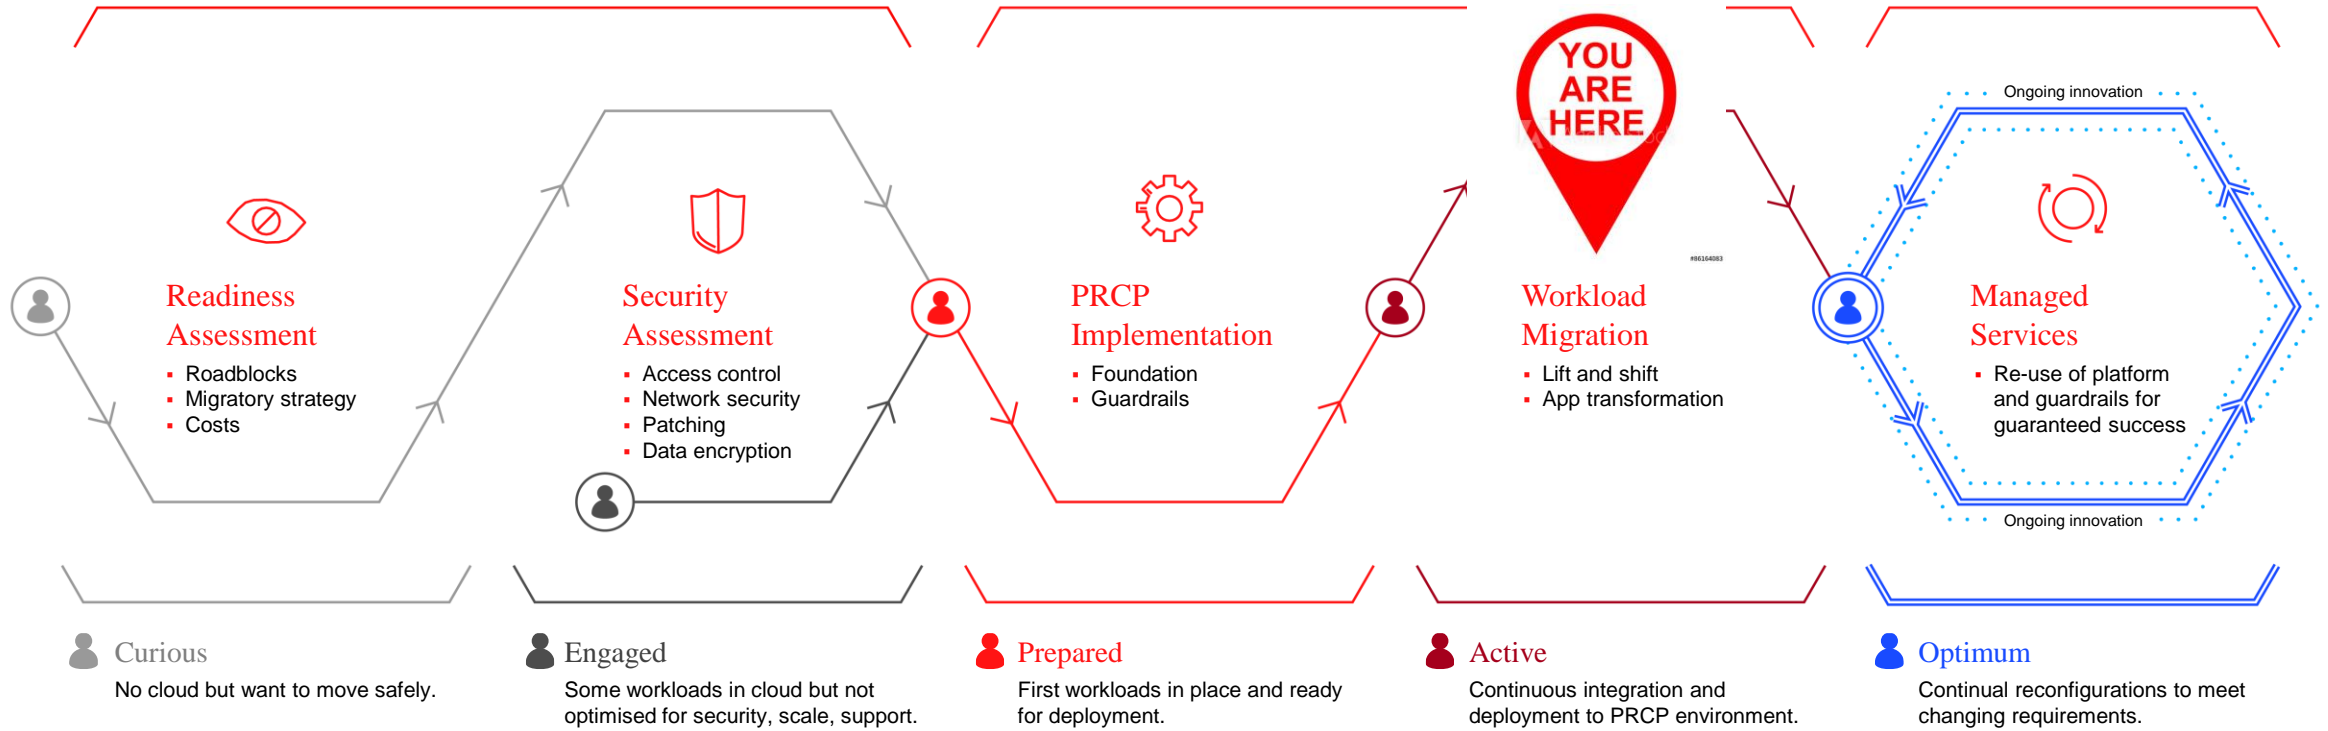 YOU
ARE
HERE
#86164083
Ongoing innovation
Readiness
Assessment
Roadblocks
Migratory strategy
Costs
Security
Assessment
Access control
Network security
Patching
Data encryption
PRCP
Implementation
Foundation
Guardrails
Workload
Migration
Lift and shift
App transformation
Managed
Services
Re-use of platform
and guardrails for
guaranteed success
Ongoing innovation
Curious
No cloud but want to move safely.
Engaged
Some workloads in cloud but not
optimised for security, scale, support.
Prepared
First workloads in place and ready
for deployment.
Active
Continuous integration and
deployment to PRCP environment.
Optimum
Continual reconfigurations to meet
changing requirements.